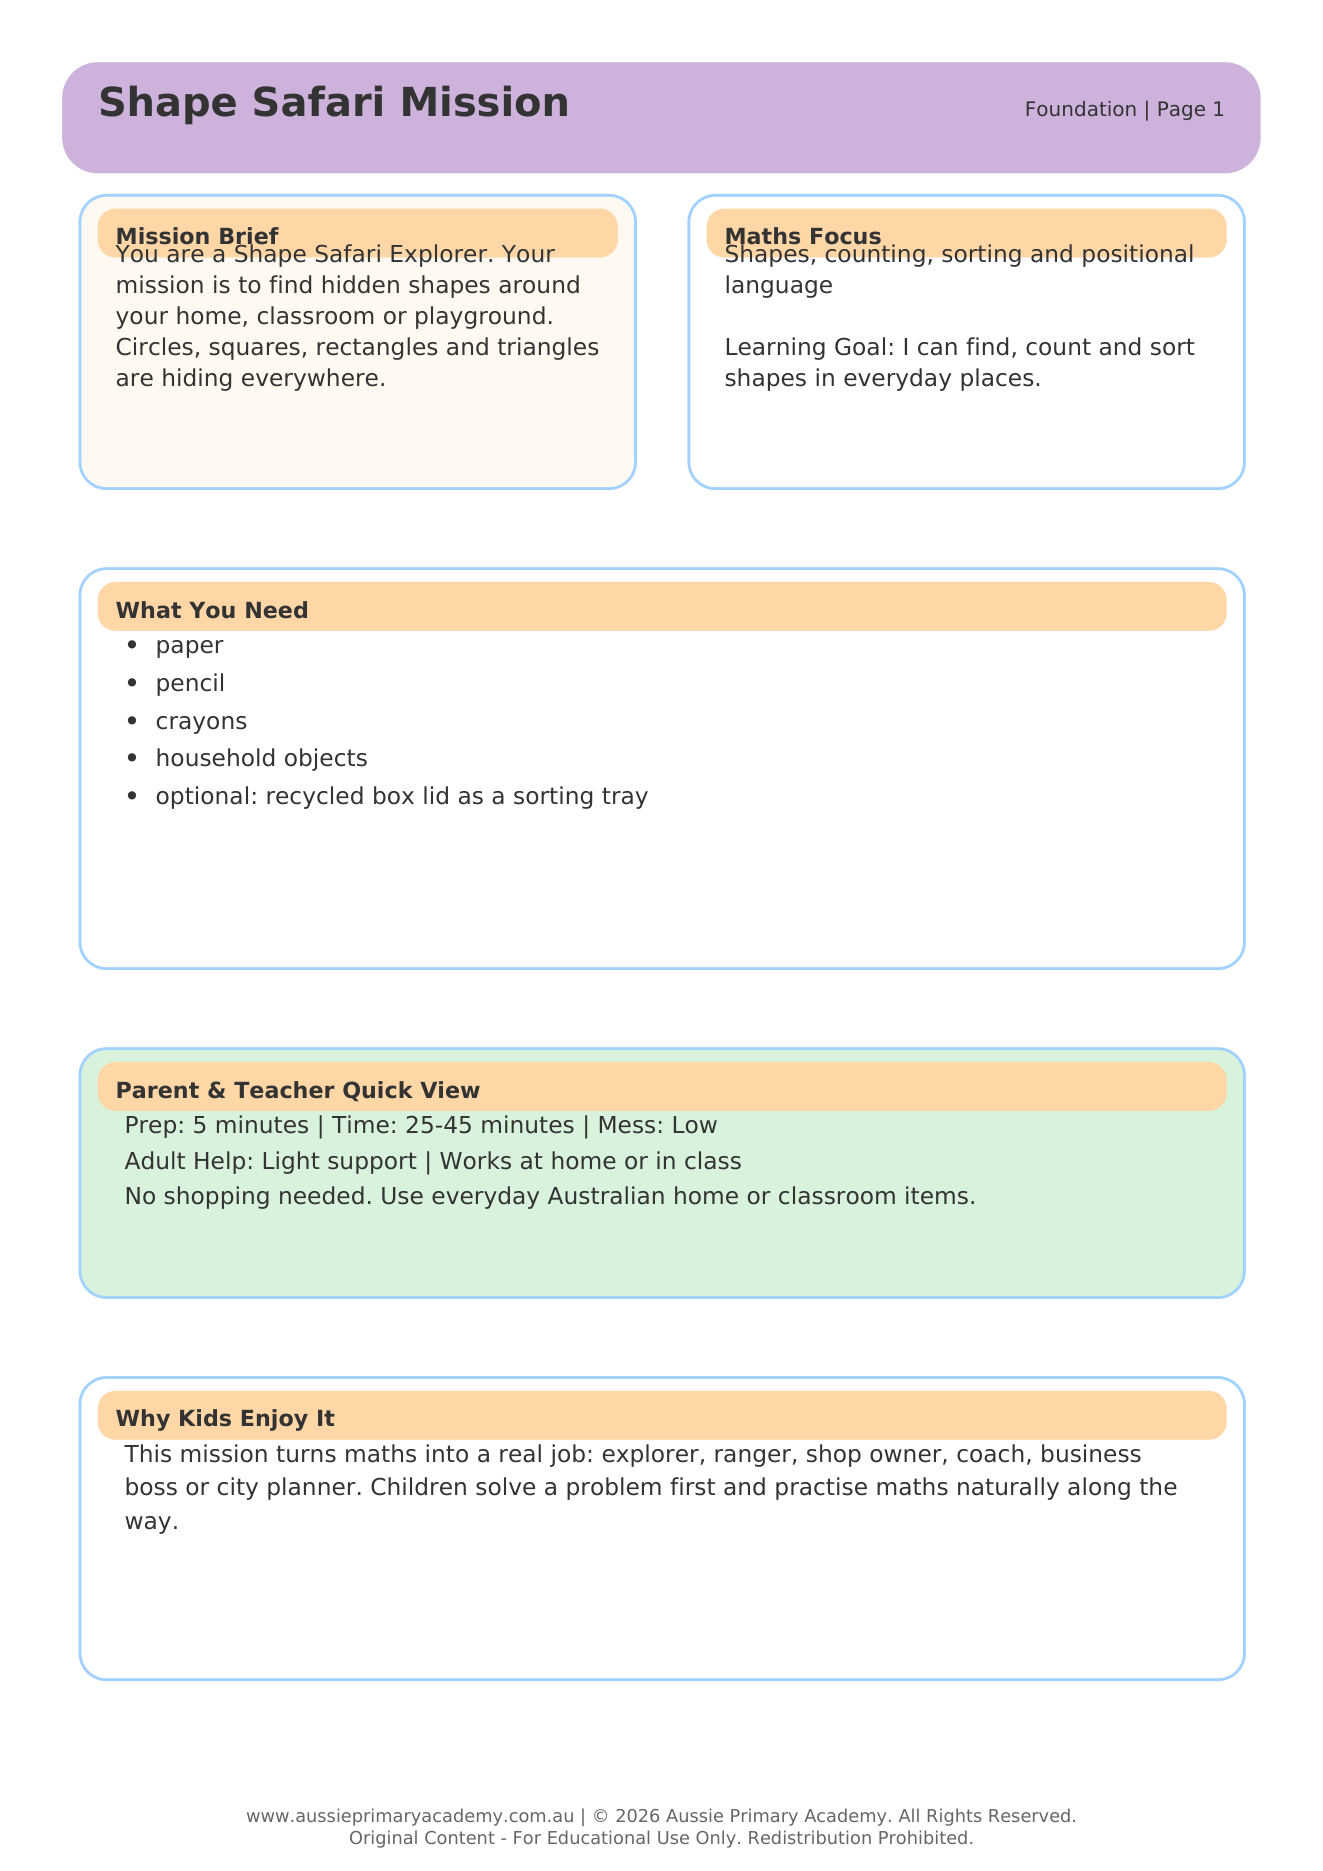 Shape Safari Mission
Foundation | Page 1
Mission Brief
You are a Shape Safari Explorer. Your
mission is to find hidden shapes around
your home, classroom or playground.
Circles, squares, rectangles and triangles
are hiding everywhere.
Maths Focus
Shapes, counting, sorting and positional
language
Learning Goal: I can find, count and sort
shapes in everyday places.
What You Need
• paper
• pencil
• crayons
• household objects
• optional: recycled box lid as a sorting tray
Parent & Teacher Quick View
Prep: 5 minutes | Time: 25-45 minutes | Mess: Low
Adult Help: Light support | Works at home or in class
No shopping needed. Use everyday Australian home or classroom items.
Why Kids Enjoy It
This mission turns maths into a real job: explorer, ranger, shop owner, coach, business
boss or city planner. Children solve a problem first and practise maths naturally along the
way.
www.aussieprimaryacademy.com.au | © 2026 Aussie Primary Academy. All Rights Reserved.
Original Content - For Educational Use Only. Redistribution Prohibited.